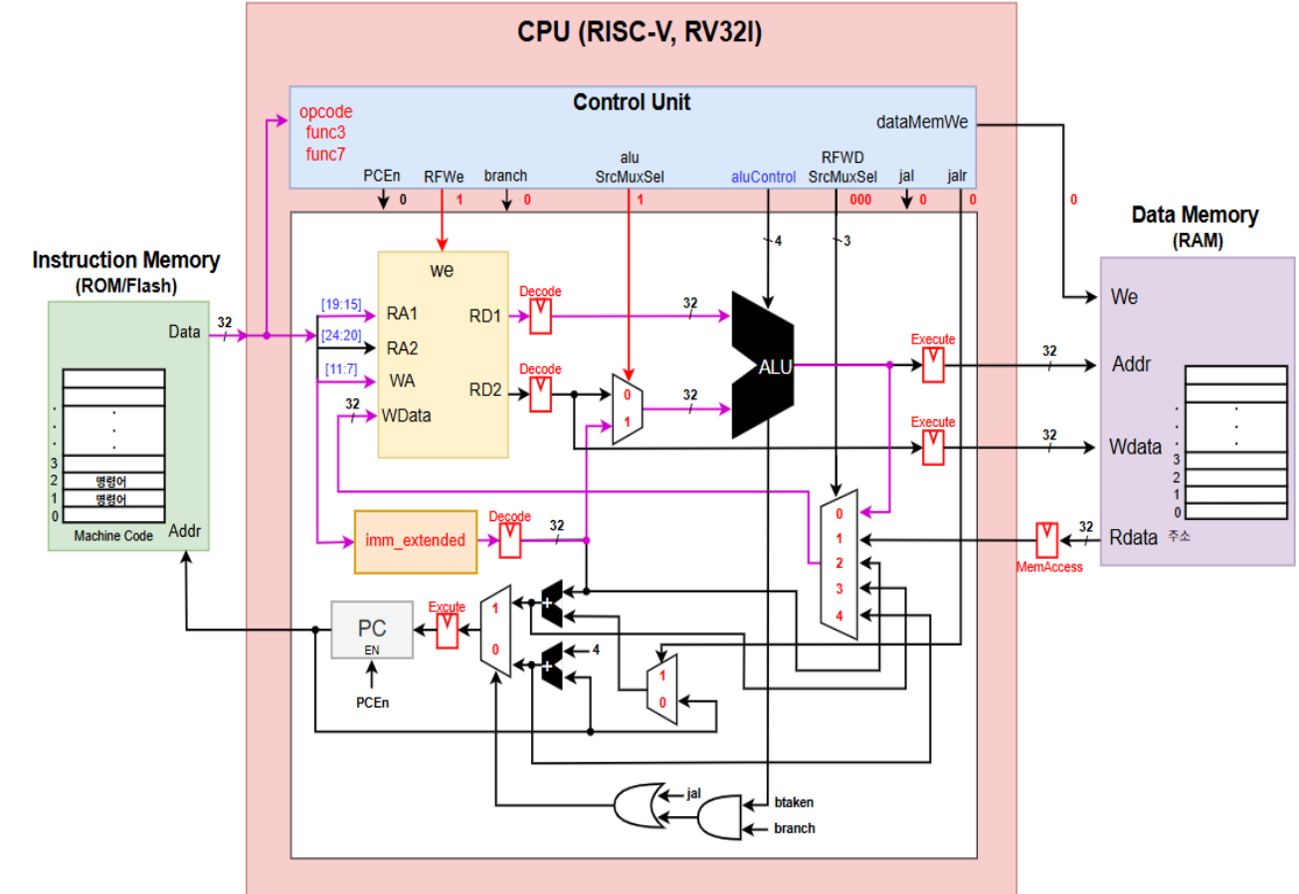 CPU (RISC-V, RV32I)
Control Unit
opcode
func3
func7
dataMemWe
PCEn
RFWe
branch
alu
SrcMuxSel
aluControl
RFWD
SrcMuxSel
jal
jalr
0
1
0
1
000
0
0
0
4
3
Instruction Memory
(ROM/Flash)
Data
32
3
2
1
0
명령어
명령어
Machine Code
Addr
we
[19:15]
RA1
[24:20]
RA2
[11:7]
WA
32
WData
RD1
RD2
Decode
Decode
32
0
1
32
ALU
Execute
32
Execute
32
imm_extended
Decode
32
0
1
2
3
4
MemAccess
32
Data Memory
(RAM)
We
Addr
Wdata
3
2
1
0
Rdata
주소
PC
EN
PCEn
Excute
1
0
+
+
4
1
0
jal
btaken
branch